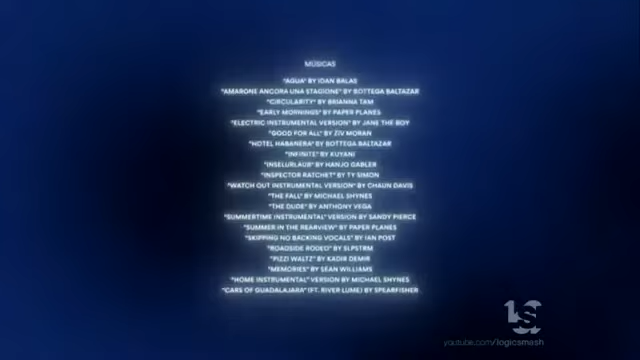 MÚSICAS
"AGUA" BY IDAN BALAS
"AMARONE ANCORA UNA STAGIONE" BY BOTTEGA BALTAZAR
"CIRCULARITY" BY BRIANNA TAM
"EARLY MORNINGS" BY PAPER PLANES
"ELECTRIC INSTRUMENTAL VERSION" BY JANE THE BOY
"GOOD FOR ALL" BY ZIV MORAN
"HOTEL HABANERA" BY BOTTEGA BALTAZAR
"INFINITE" BY KUYANI
"INSELURLAUB" BY HANJO GABLER
"INSPECTOR RATCHET" BY TY SIMON
"WATCH OUT INSTRUMENTAL VERSION" BY CHAUN DAVIS
"THE FALL" BY MICHAEL SHYNES
"THE DUDE" BY ANTHONY VEGA
"SUMMERTIME INSTRUMENTAL" VERSION BY SANDY PIERCE
"SUMMER IN THE REARVIEW" BY PAPER PLANES
"SKIPPING NO BACKING VOCALS" BY IAN POST
"ROADSIDE RODEO" BY SLPSTRM
"PIZZI WALTZ" BY KADIR DEMIR
"MEMORIES" BY SEAN WILLIAMS
"HOME INSTRUMENTAL" VERSION BY MICHAEL SHYNES
"CARS OF GUADALAJARA" (FT. RIVER LUME) BY SPEARFISHER
youtube.com/logicsmash